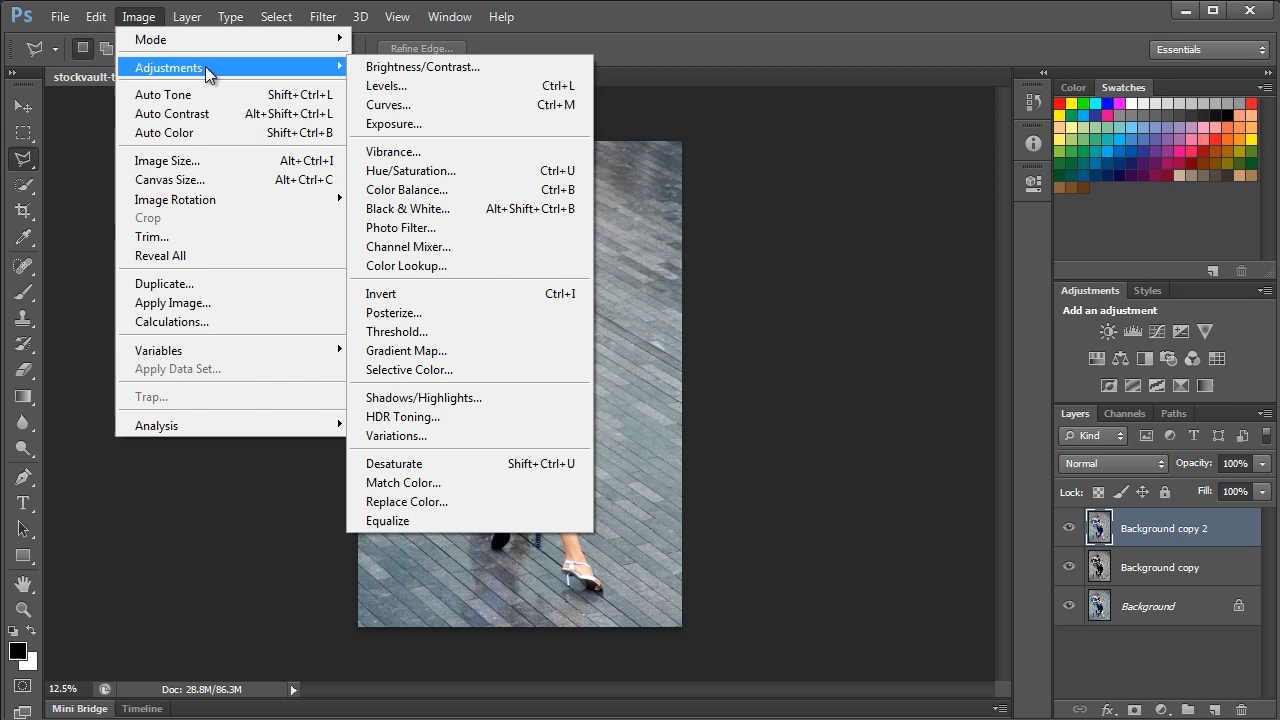 Ps File Edit Image Layer Type Select Filter 3D View Window Help
Refine Edge...
Essentials
stockvault-t
Mode
Adjustments
Auto Tone Shift+Ctrl+L
Auto Contrast Alt+Shift+Ctrl+L
Auto Color Shift+Ctrl+B
Image Size... Alt+Ctrl+I
Canvas Size... Alt+Ctrl+C
Image Rotation
Crop
Trim...
Reveal All
Duplicate...
Apply Image...
Calculations...
Variables
Apply Data Set...
Trap...
Analysis
Brightness/Contrast...
Levels... Ctrl+L
Curves... Ctrl+M
Exposure...
Vibrance...
Hue/Saturation... Ctrl+U
Color Balance... Ctrl+B
Black & White... Alt+Shift+Ctrl+B
Photo Filter...
Channel Mixer...
Color Lookup...
Invert Ctrl+I
Posterize...
Threshold...
Gradient Map...
Selective Color...
Shadows/Highlights...
HDR Toning...
Variations...
Desaturate Shift+Ctrl+U
Match Color...
Replace Color...
Equalize
Color Swatches
Adjustments Styles
Add an adjustment
Layers Channels Paths
Kind
Normal Opacity: 100%
Lock: Fill: 100%
Background copy 2
Background copy
Background
12.5% Doc: 28.8M/86.3M
Mini Bridge Timeline